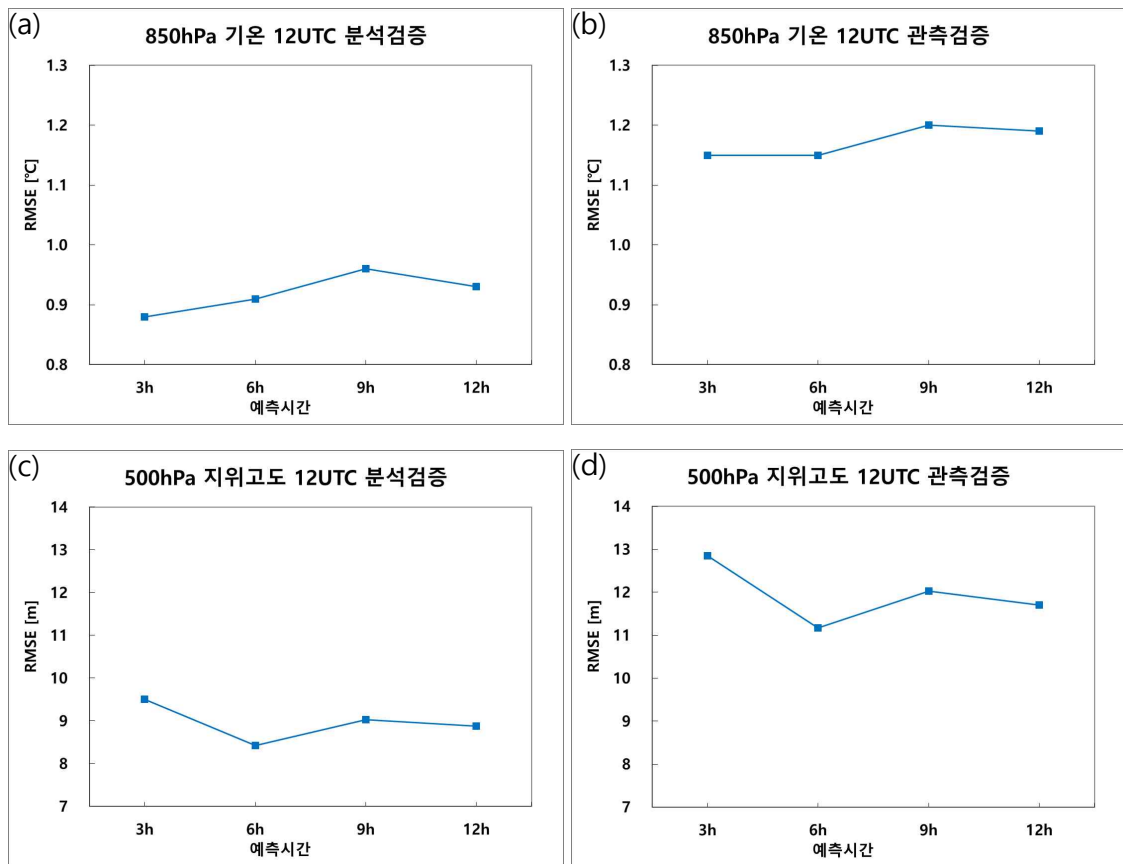 (a)
850hPa 기온 12UTC 분석검증
RMSE [℃]
1.3
1.2
1.1
1.0
0.9
0.8
3h 6h 9h 12h
예측시간
(b)
850hPa 기온 12UTC 관측검증
RMSE [℃]
1.3
1.2
1.1
1.0
0.9
0.8
3h 6h 9h 12h
예측시간
(c)
500hPa 지위고도 12UTC 분석검증
RMSE [m]
14
13
12
11
10
9
8
7
3h 6h 9h 12h
예측시간
(d)
500hPa 지위고도 12UTC 관측검증
RMSE [m]
14
13
12
11
10
9
8
7
3h 6h 9h 12h
예측시간